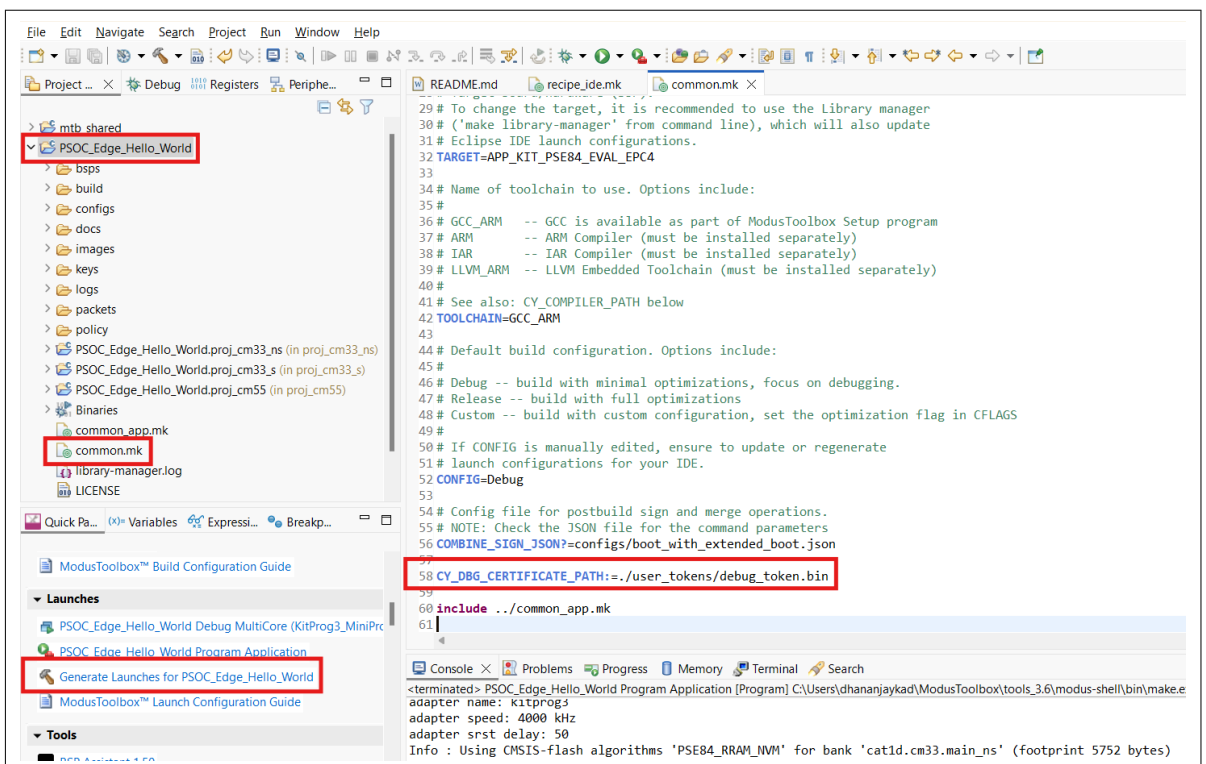 File Edit Navigate Search Project Run Window Help
Project ... Debug Registers Periphe...
mtb_shared
PSOC_Edge_Hello_World
bsps
build
configs
docs
images
keys
logs
packets
policy
PSOC_Edge_Hello_World.proj_cm33_ns (in proj_cm33_ns)
PSOC_Edge_Hello_World.proj_cm33_s (in proj_cm33_s)
PSOC_Edge_Hello_World.proj_cm55 (in proj_cm55)
Binaries
common_app.mk
common.mk
library-manager.log
LICENSE
Quick Pa... (x)= Variables Expressi... Breakp...
ModusToolbox™ Build Configuration Guide
Launches
PSOC_Edge_Hello_World Debug MultiCore (KitProg3_MiniPro
PSOC_Edge_Hello_World Program Application
Generate Launches for PSOC_Edge_Hello_World
ModusToolbox™ Launch Configuration Guide
Tools
BSP Assistant 1.50
README.md recipe_ide.mk common.mk
29 # To change the target, it is recommended to use the Library manager
30 # ('make library-manager' from command line), which will also update
31 # Eclipse IDE launch configurations.
32 TARGET=APP_KIT_PSE84_EVAL_EPC4
33
34 # Name of toolchain to use. Options include:
35 #
36 # GCC_ARM -- GCC is available as part of ModusToolbox Setup program
37 # ARM -- ARM Compiler (must be installed separately)
38 # IAR -- IAR Compiler (must be installed separately)
39 # LLVM_ARM -- LLVM Embedded Toolchain (must be installed separately)
40 #
41 # See also: CY_COMPILER_PATH below
42 TOOLCHAIN=GCC_ARM
43
44 # Default build configuration. Options include:
45 #
46 # Debug -- build with minimal optimizations, focus on debugging.
47 # Release -- build with full optimizations
48 # Custom -- build with custom configuration, set the optimization flag in CFLAGS
49 #
50 # If CONFIG is manually edited, ensure to update or regenerate
51 # launch configurations for your IDE.
52 CONFIG=Debug
53
54 # Config file for postbuild sign and merge operations.
55 # NOTE: Check the JSON file for the command parameters
56 COMBINE_SIGN_JSON?=configs/boot_with_extended_boot.json
57
58 CY_DBG_CERTIFICATE_PATH:=./user_tokens/debug_token.bin
59
60 include ../common_app.mk
61
Console Problems Progress Memory Terminal Search
<terminated> PSOC_Edge_Hello_World Program Application [Program] C:\Users\dhananjaykad\ModusToolbox\tools_3.6\modus-shell\bin\make.e
adapter name: kitprog3
adapter speed: 4000 kHz
adapter srst delay: 50
Info : Using CMSIS-flash algorithms 'PSE84_RRAM_NVM' for bank 'cat1d.cm33.main_ns' (footprint 5752 bytes)